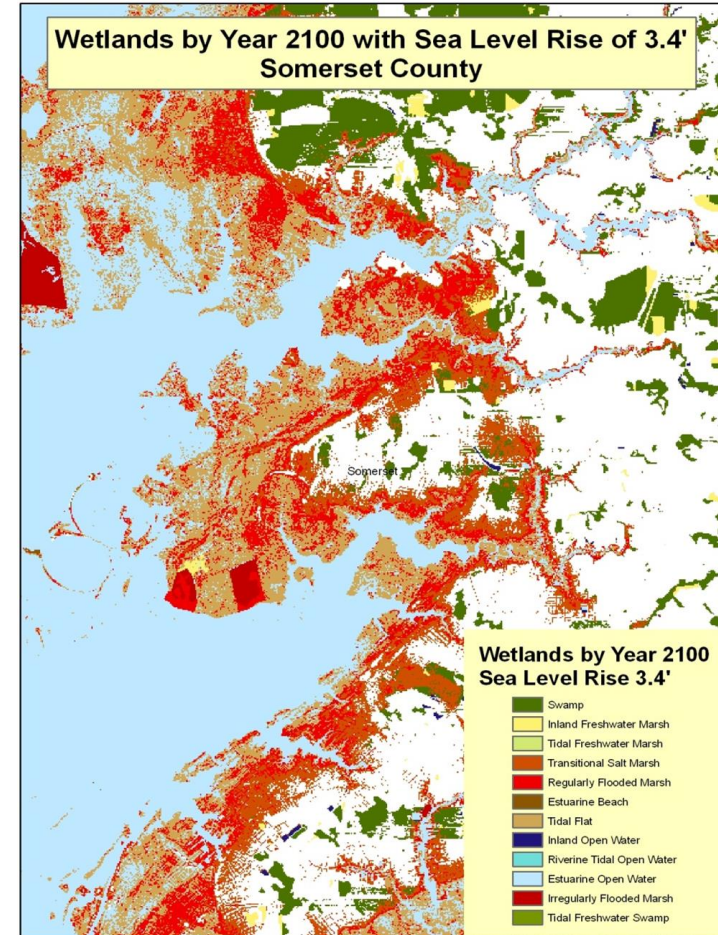 Wetlands by Year 2100 with Sea Level Rise of 3.4'
Somerset County
Somerset
Wetlands by Year 2100
Sea Level Rise 3.4'
Swamp
Inland Freshwater Marsh
Tidal Freshwater Marsh
Transitional Salt Marsh
Regularly Flooded Marsh
Estuarine Beach
Tidal Flat
Inland Open Water
Riverine Tidal Open Water
Estuarine Open Water
Irregularly Flooded Marsh
Tidal Freshwater Swamp